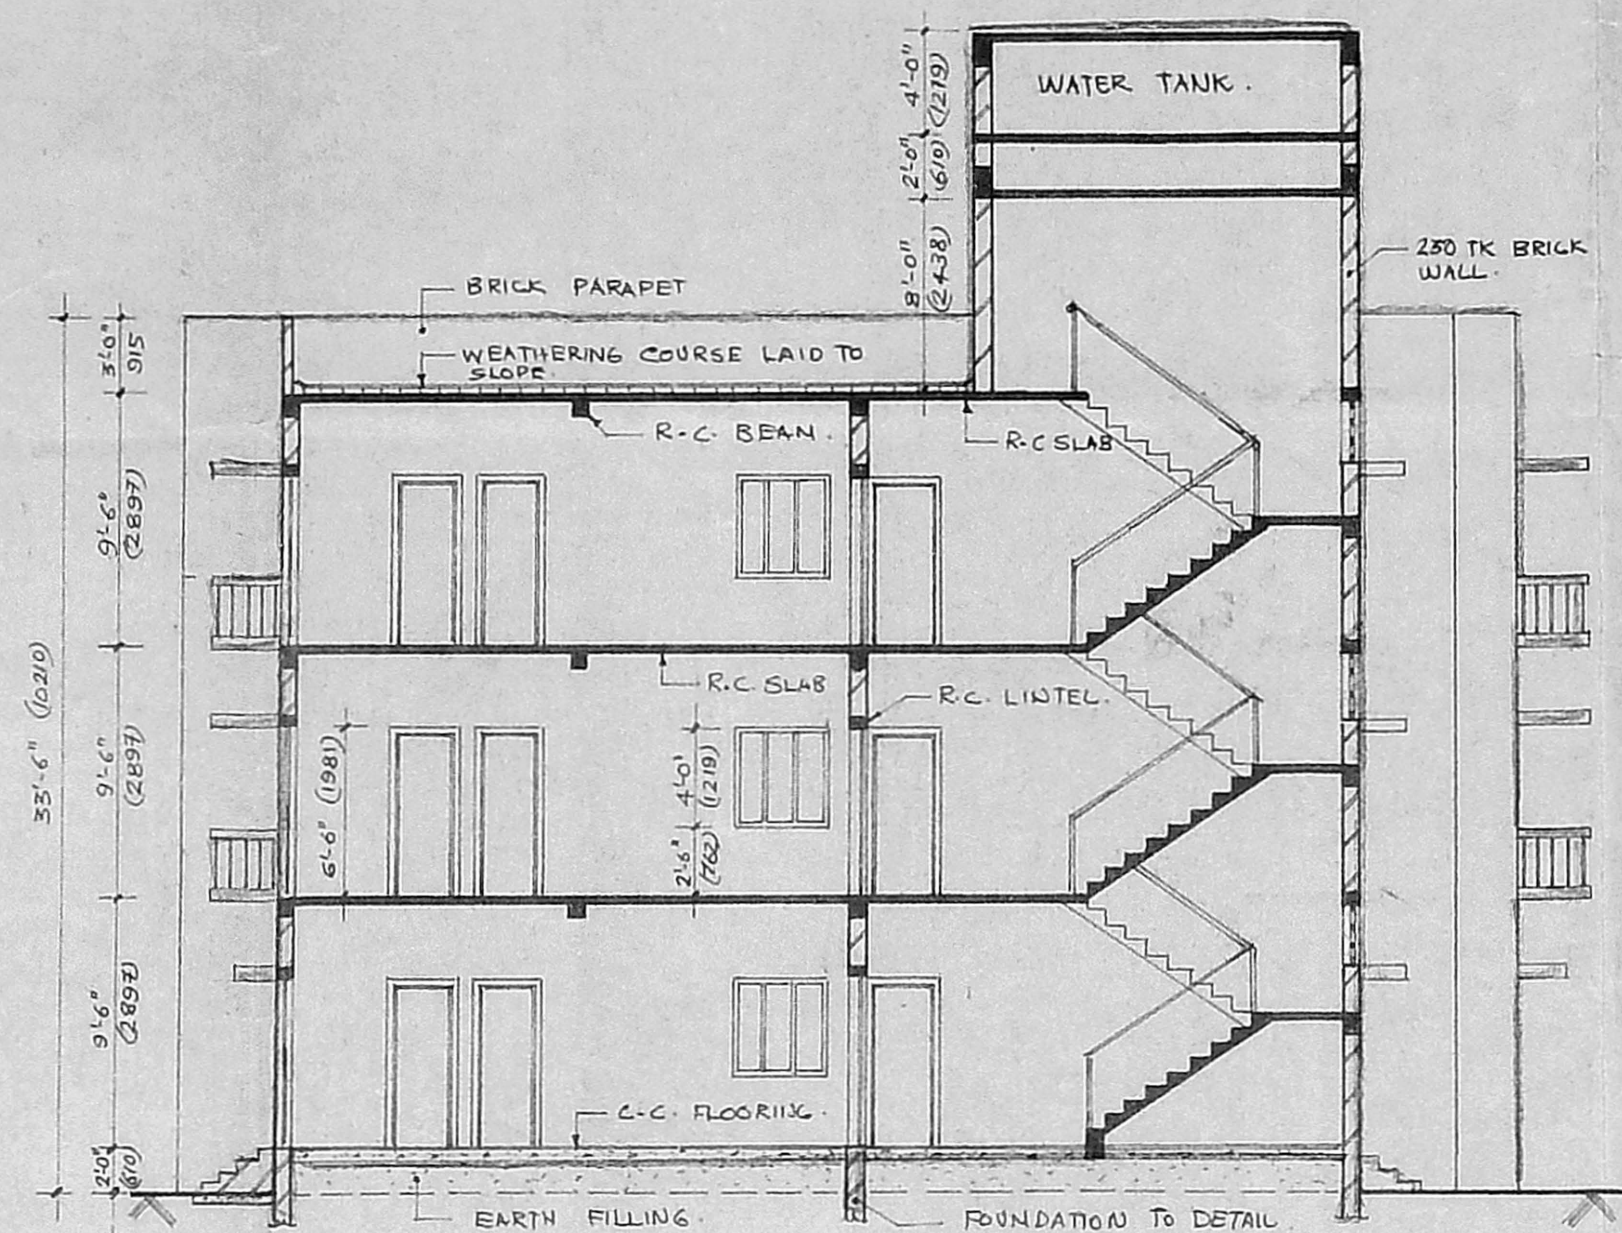 4'-0"
(1219)
WATER TANK.
2'-0"
(610)
8'-0"
(2438)
230 TK BRICK
WALL.
BRICK PARAPET
3'-0"
915
WEATHERING COURSE LAID TO
SLOPE.
R.C. BEAM.
R.C SLAB
9'-6"
(2897)
33'-6" (1020)
R.C. SLAB
R.C. LINTEL.
9'-6"
(2897)
6'-6" (1981)
4'-0'
(1219)
2'-6"
(762)
9'-6"
(2897)
C.C. FLOORING.
2'-0"
(610)
EARTH FILLING.
FOUNDATION TO DETAIL.